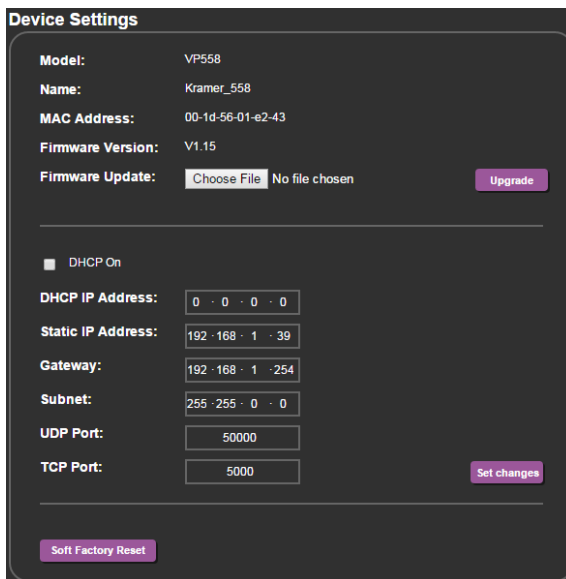 Device Settings
Model: VP558
Name: Kramer_558
MAC Address: 00-1d-56-01-e2-43
Firmware Version: V1.15
Firmware Update: Choose File No file chosen Upgrade
DHCP On
DHCP IP Address: 0 · 0 · 0 · 0
Static IP Address: 192 · 168 · 1 · 39
Gateway: 192 · 168 · 1 · 254
Subnet: 255 · 255 · 0 · 0
UDP Port: 50000
TCP Port: 5000 Set changes
Soft Factory Reset